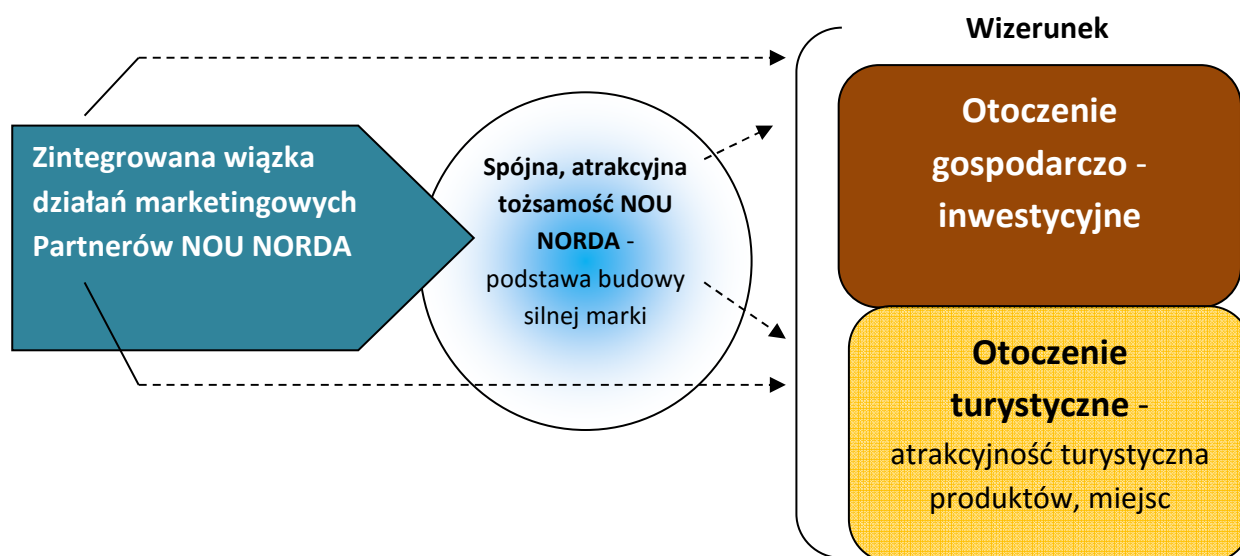 Wizerunek
Zintegrowana wiązka
działań marketingowych
Partnerów NOU NORDA
Spójna, atrakcyjna
tożsamość NOU
NORDA -
podstawa budowy
silnej marki
Otoczenie
gospodarczo -
inwestycyjne
Otoczenie
turystyczne -
atrakcyjność turystyczna
produktów, miejsc